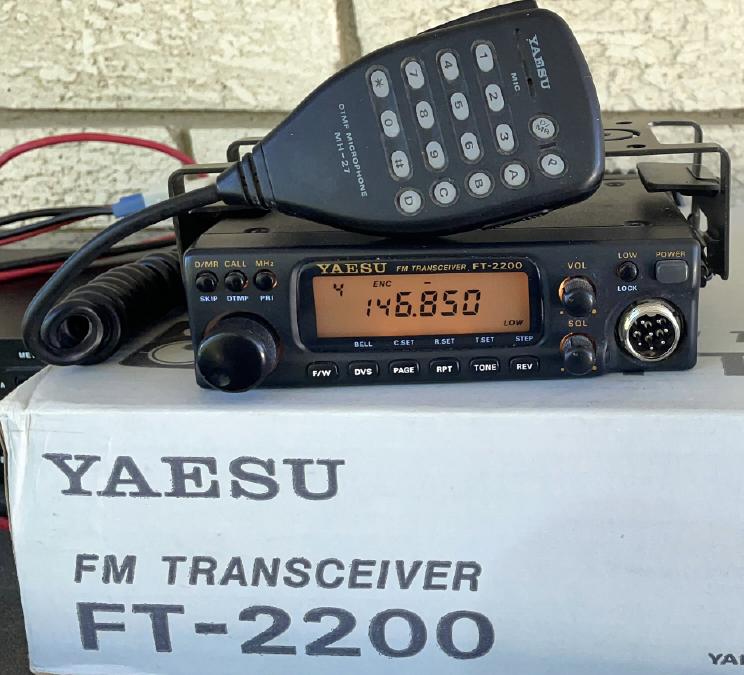 YAESU
MIC
1 2 3 A
4 5 6 B
7 8 9 C
* 0 # D
DTMF MICROPHONE
MH-27
D/MR CALL MHz
SKIP DTMF PRI
YAESU FM TRANSCEIVER FT-2200
4 ENC -
146.850
LOW
BELL C.SET R.SET T.SET STEP
F/W DVS PAGE RPT TONE REV
VOL
SQL
LOW
LOCK
POWER
YAESU
FM TRANSCEIVER
FT-2200